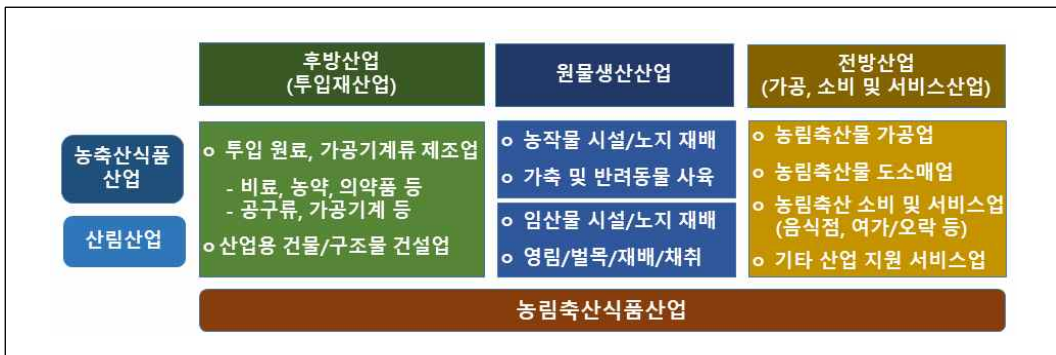 후방산업
(투입재산업)
원물생산산업
전방산업
(가공, 소비 및 서비스산업)
농축산식품
산업
산림산업
o 투입 원료, 가공기계류 제조업
- 비료, 농약, 의약품 등
- 공구류, 가공기계 등
o 산업용 건물/구조물 건설업
o 농작물 시설/노지 재배
o 가축 및 반려동물 사육
o 임산물 시설/노지 재배
o 영림/벌목/재배/채취
o 농림축산물 가공업
o 농림축산물 도소매업
o 농림축산 소비 및 서비스업
(음식점, 여가/오락 등)
o 기타 산업 지원 서비스업
농림축산식품산업